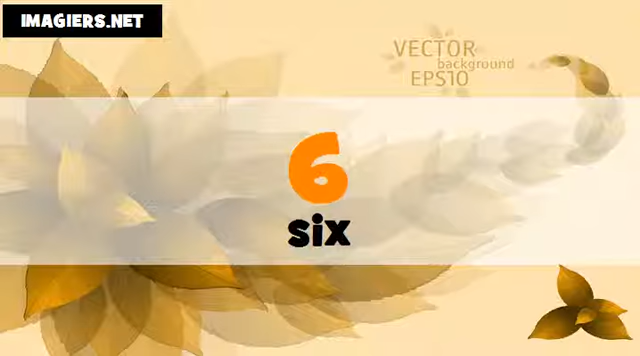 IMAGIERS.NET
VECTOR
background
EPS10
6
six